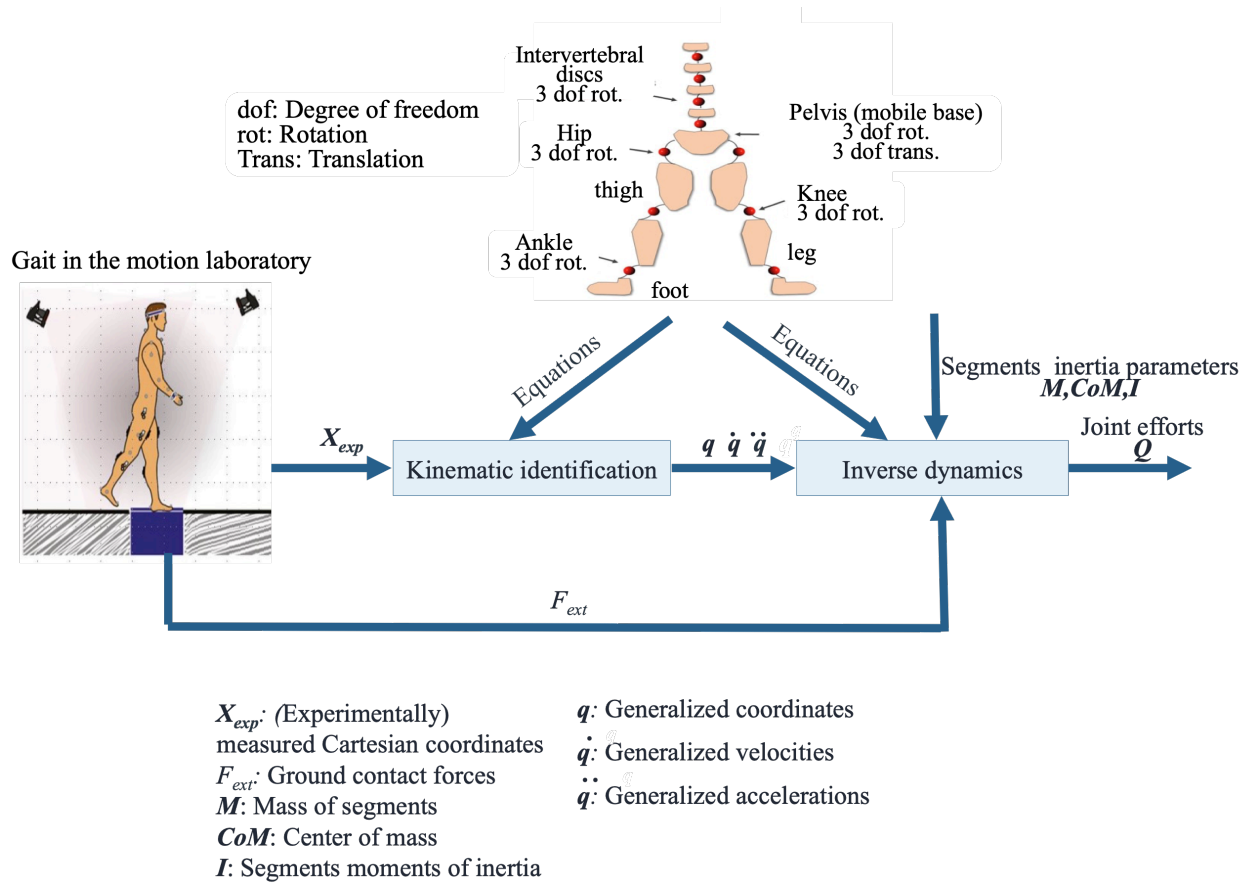 Intervertebral
discs
3 dof rot.
dof: Degree of freedom
rot: Rotation
Trans: Translation
Pelvis (mobile base)
3 dof rot.
3 dof trans.
Hip
3 dof rot.
thigh
Knee
3 dof rot.
Ankle
3 dof rot.
leg
foot
Gait in the motion laboratory
Equations
Equations
Segments inertia parameters
M,CoM,I
X_exp
Kinematic identification
q q̇ q̈
Inverse dynamics
Joint efforts
Q
F_ext
X_exp: (Experimentally)
measured Cartesian coordinates
F_ext: Ground contact forces
M: Mass of segments
CoM: Center of mass
I: Segments moments of inertia
q: Generalized coordinates
q̇: Generalized velocities
q̈: Generalized accelerations